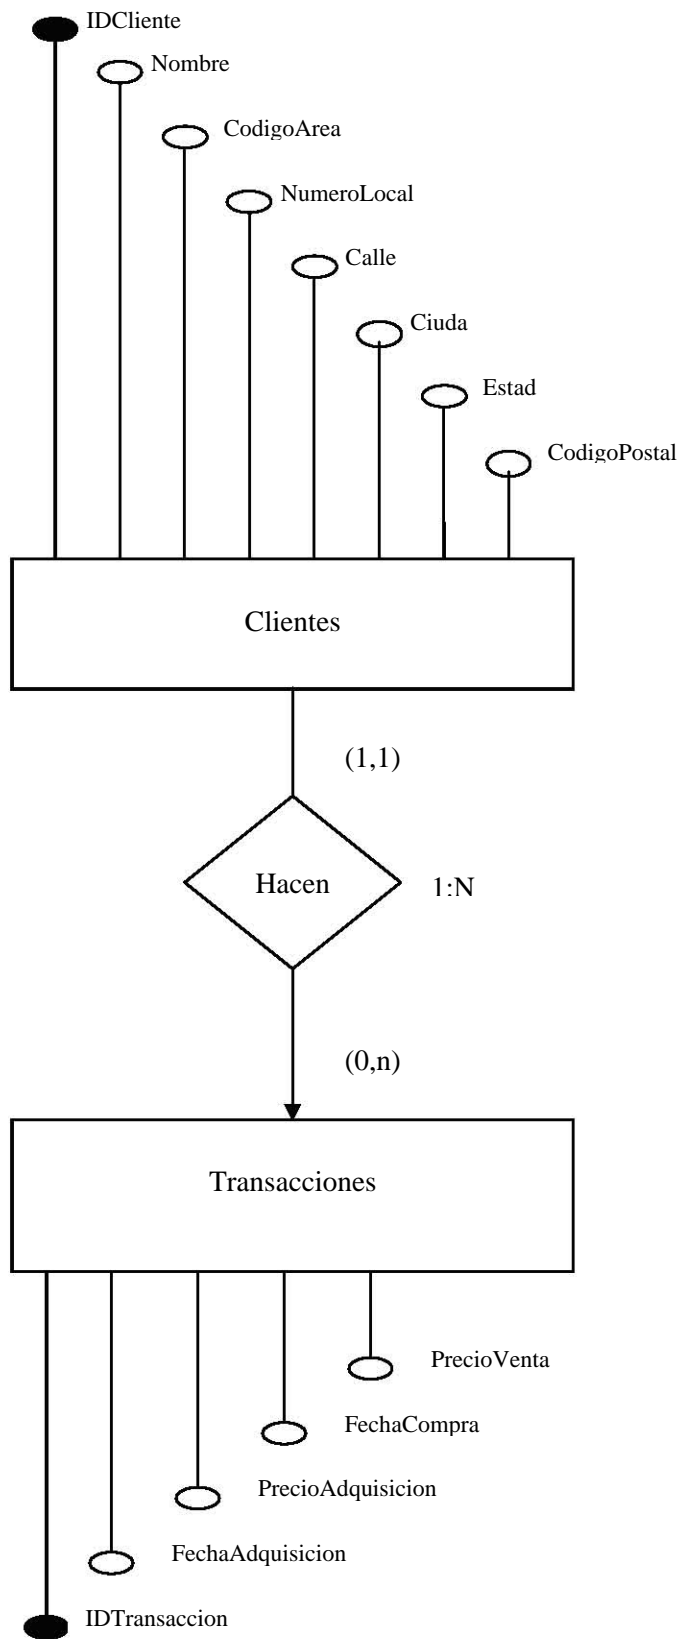 IDCliente
Nombre
CodigoArea
NumeroLocal
Calle
Ciuda
Estad
CodigoPostal
Clientes
(1,1)
Hacen
1:N
(0,n)
Transacciones
PrecioVenta
FechaCompra
PrecioAdquisicion
FechaAdquisicion
IDTransaccion